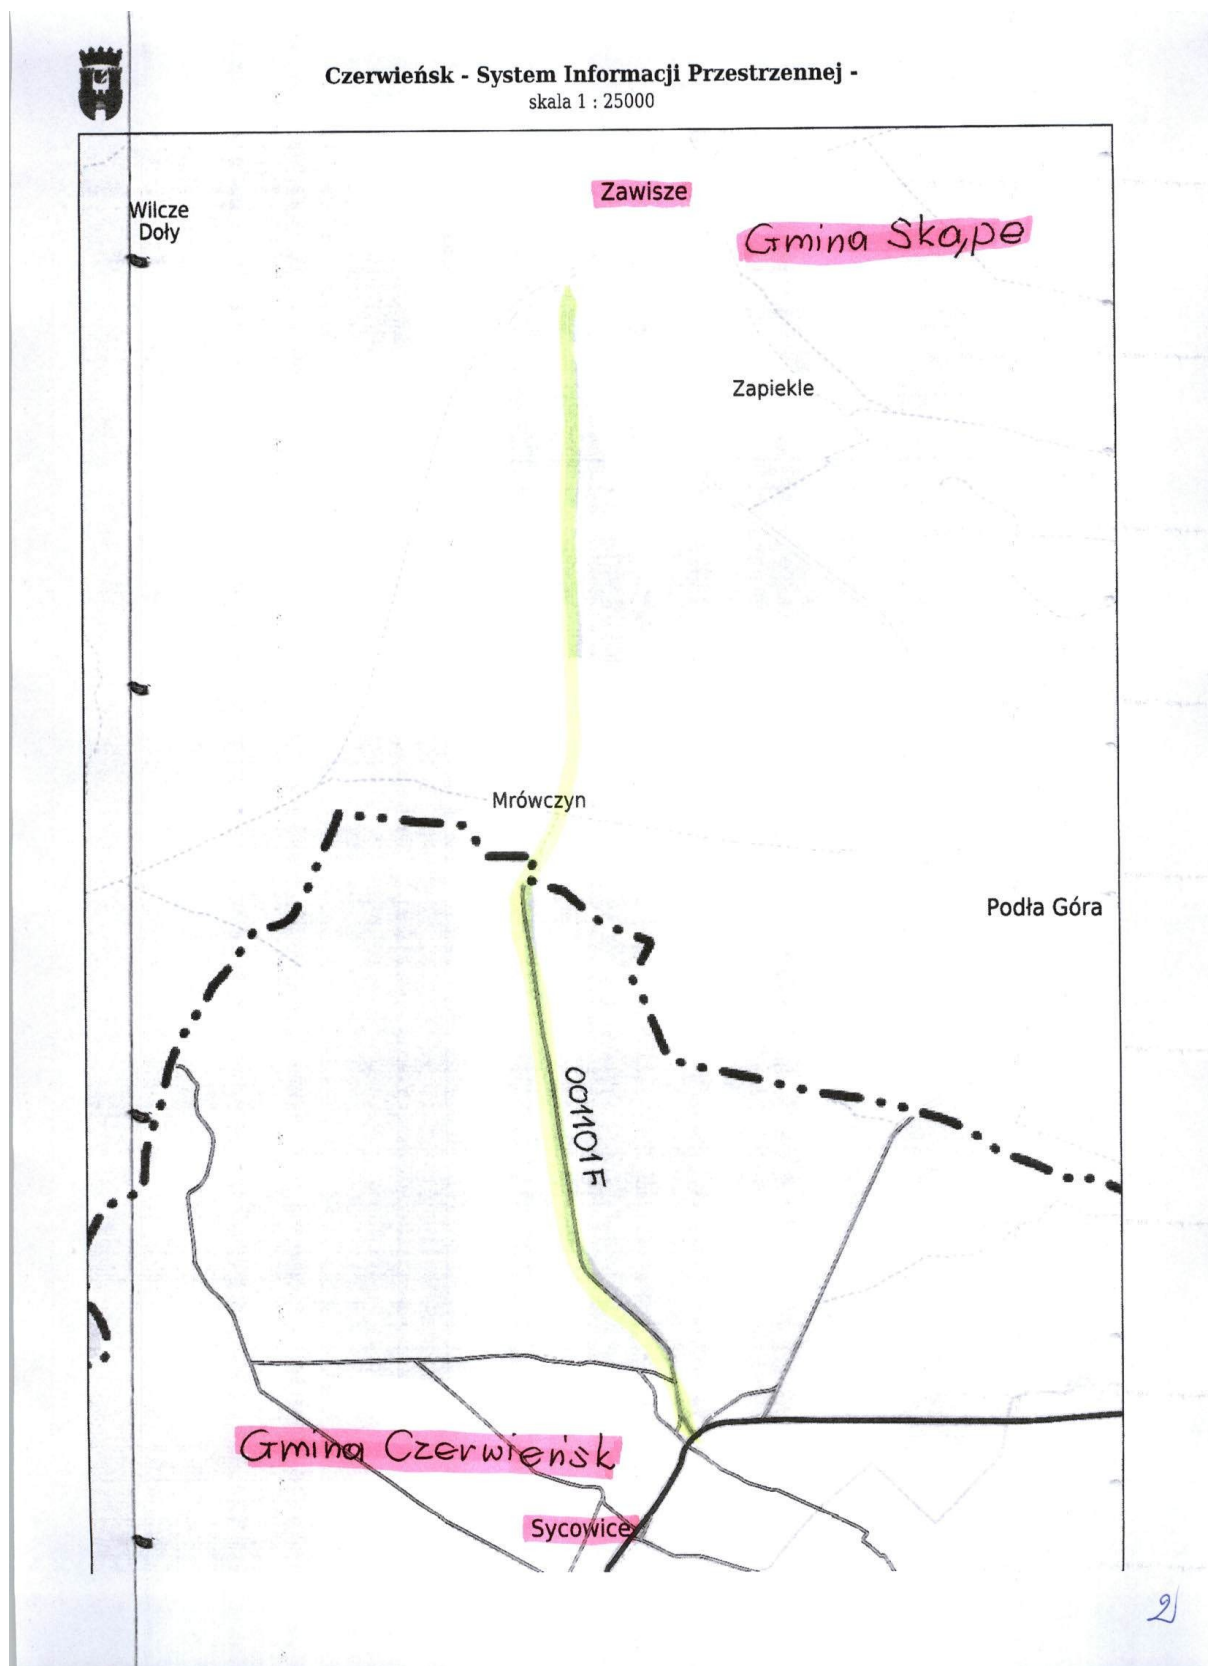 Czerwieńsk - System Informacji Przestrzennej -
skala 1 : 25000
Zawisze
Wilcze
Doły
Gmina Skąpe
Zapiekle
Mrówczyn
Podła Góra
001101F
Gmina Czerwieńsk
Sycowice
2